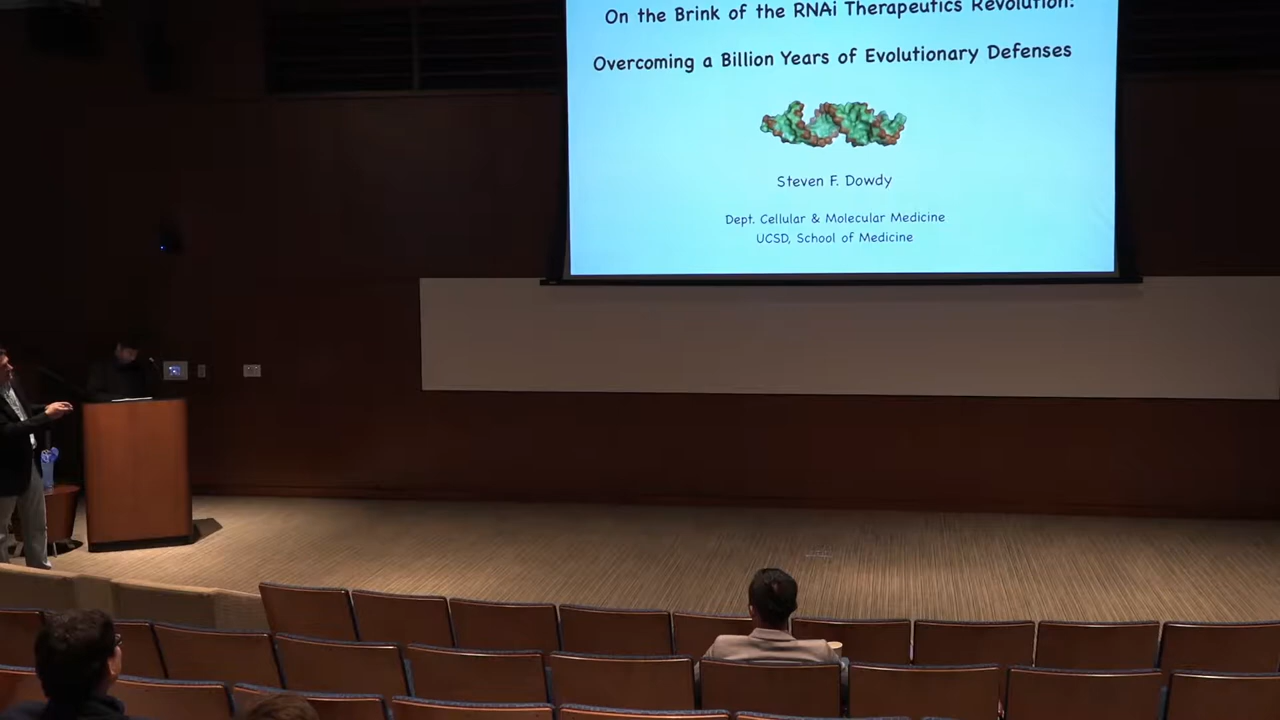 On the Brink of the RNAi Therapeutics Revolution:
Overcoming a Billion Years of Evolutionary Defenses
Steven F. Dowdy
Dept. Cellular & Molecular Medicine
UCSD, School of Medicine